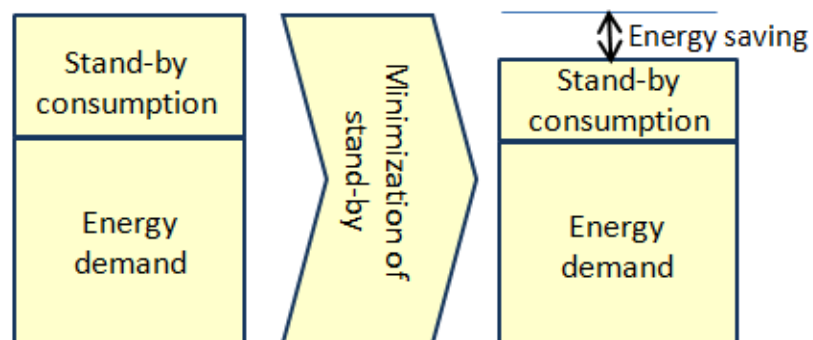 Stand-by
consumption
Energy
demand
Minimization of
stand-by
Energy saving
Stand-by
consumption
Energy
demand